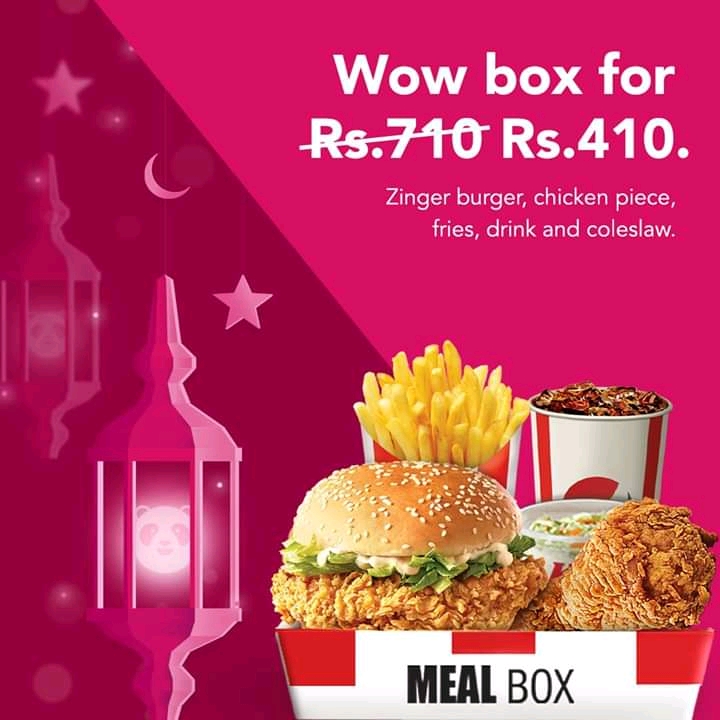 Wow box for
Rs.710 Rs.410.
Zinger burger, chicken piece,
fries, drink and coleslaw.
MEAL BOX